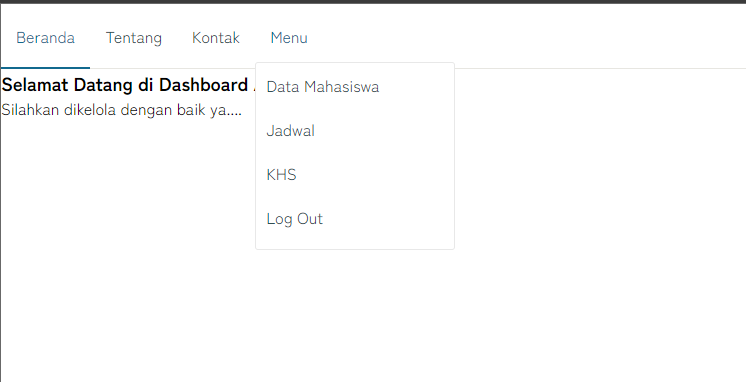 Beranda Tentang Kontak Menu
Selamat Datang di Dashboard
Silahkan dikelola dengan baik ya....
Data Mahasiswa
Jadwal
KHS
Log Out